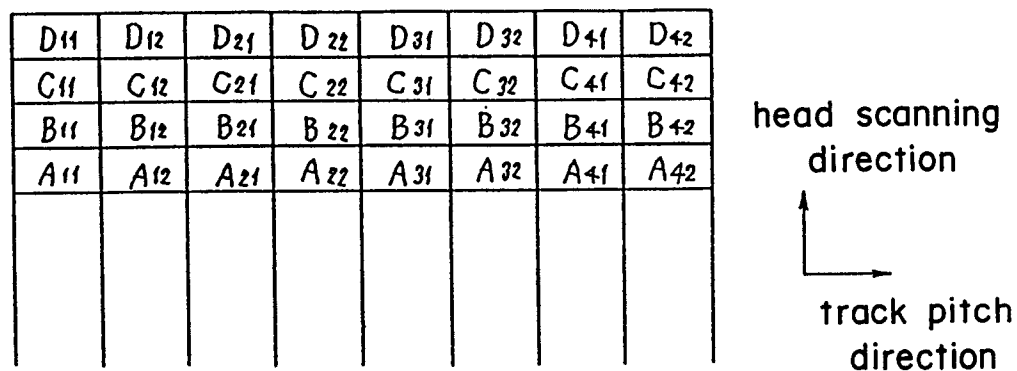 D11 D12 D21 D22 D31 D32 D41 D42
C11 C12 C21 C22 C31 C32 C41 C42
B11 B12 B21 B22 B31 B32 B41 B42
A11 A12 A21 A22 A31 A32 A41 A42
head scanning
direction
track pitch
direction